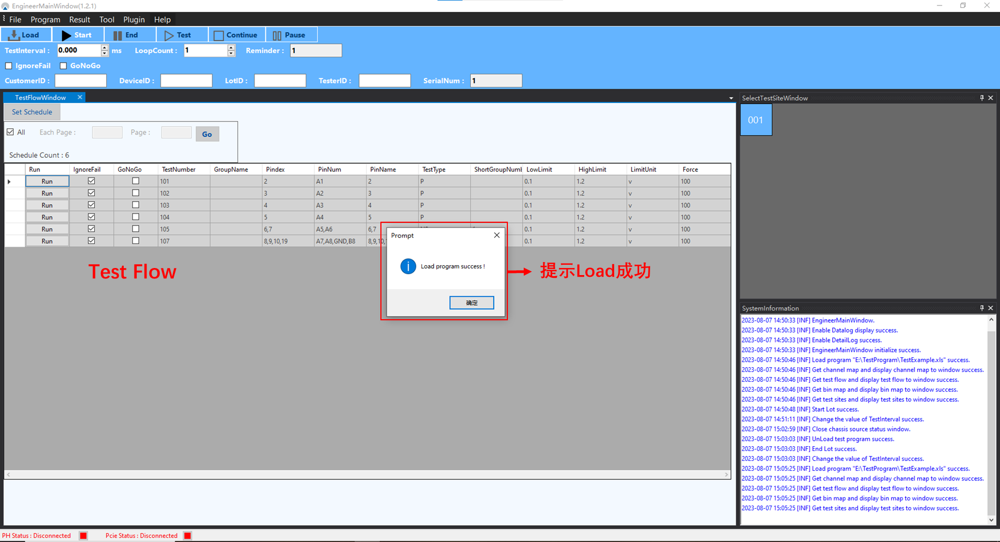 EngineerMainWindow(1.2.1)
File Program Result Tool Plugin Help
Load Start End Test Continue Pause
TestInterval : 0.000 ms LoopCount : 1 Reminder : 1
IgnoreFail GoNoGo
CustomerID : DeviceID : LotID : TesterID : SerialNum : 1
TestFlowWindow
Set Schedule
All Each Page : Page : Go
Schedule Count : 6
Run IgnoreFail GoNoGo TestNumber GroupName Pindex PinNum PinName TestType ShortGroupNumb LowLimit HighLimit LimitUnit Force
Run 101 2 A1 2 P 0.1 1.2 v 100
Run 102 3 A2 3 P 0.1 1.2 v 100
Run 103 4 A3 4 P 0.1 1.2 v 100
Run 104 5 A4 5 P 0.1 1.2 v 100
Run 105 6,7 A5,A6 6,7 0.1 1.2 v 100
Run 107 8,9,10,19 A7,A8,GND,B8 8,9,10, 0.1 1.2 v 100
Test Flow
Prompt
Load program success !
确定
提示Load成功
SelectTestSiteWindow
001
SystemInformation
2023-08-07 14:50:33 [INF] EngineerMainWindow.
2023-08-07 14:50:33 [INF] Enable Datalog display success.
2023-08-07 14:50:33 [INF] Enable DetailLog success.
2023-08-07 14:50:33 [INF] EngineerMainWindow initialize success.
2023-08-07 14:50:46 [INF] Load program "E:\TestProgram\TestExample.xls" success.
2023-08-07 14:50:46 [INF] Get channel map and display channel map to window success.
2023-08-07 14:50:46 [INF] Get test flow and display test flow to window success.
2023-08-07 14:50:46 [INF] Get bin map and display bin map to window success.
2023-08-07 14:50:46 [INF] Get test sites and display test sites to window success.
2023-08-07 14:50:48 [INF] Start Lot success.
2023-08-07 14:51:11 [INF] Change the value of TestInterval success.
2023-08-07 15:02:59 [INF] Close chassis source status window.
2023-08-07 15:03:03 [INF] UnLoad test program success.
2023-08-07 15:03:03 [INF] End Lot success.
2023-08-07 15:03:03 [INF] Change the value of TestInterval success.
2023-08-07 15:05:25 [INF] Load program "E:\TestProgram\TestExample.xls" success.
2023-08-07 15:05:25 [INF] Get channel map and display channel map to window success.
2023-08-07 15:05:25 [INF] Get test flow and display test flow to window success.
2023-08-07 15:05:25 [INF] Get bin map and display bin map to window success.
2023-08-07 15:05:25 [INF] Get test sites and display test sites to window success.
PH Status : Disconnected Pcie Status : Disconnected